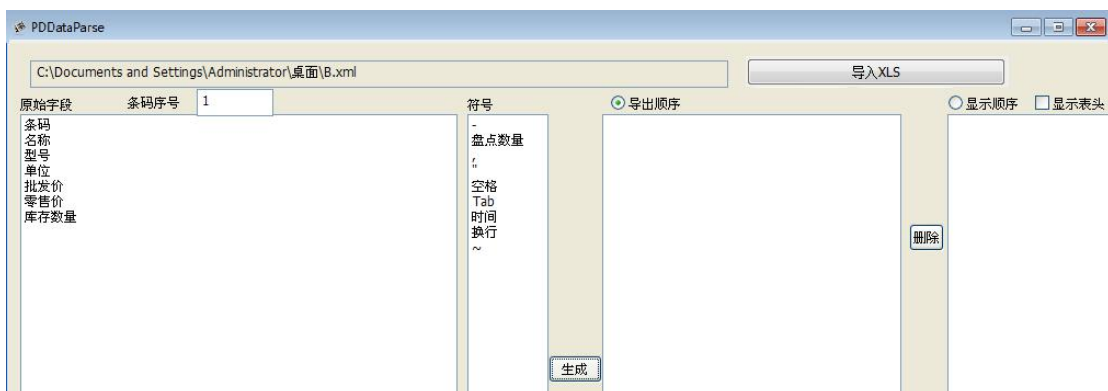 PDDataParse
C:\Documents and Settings\Administrator\桌面\B.xml
导入XLS
原始字段
条码序号
1
符号
导出顺序
显示顺序
显示表头
条码
名称
型号
单位
批发价
零售价
库存数量
-
盘点数量
,
;
空格
Tab
时间
换行
~
删除
生成